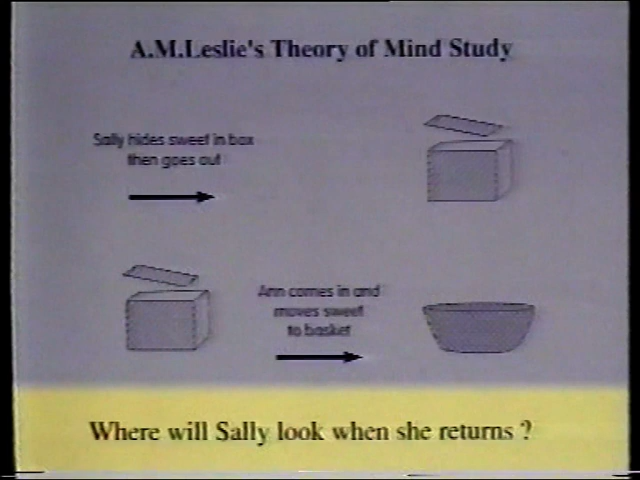 A.M.Leslie's Theory of Mind Study
Sally hides sweet in box
then goes out
Ann comes in and
moves sweet
to basket
Where will Sally look when she returns ?